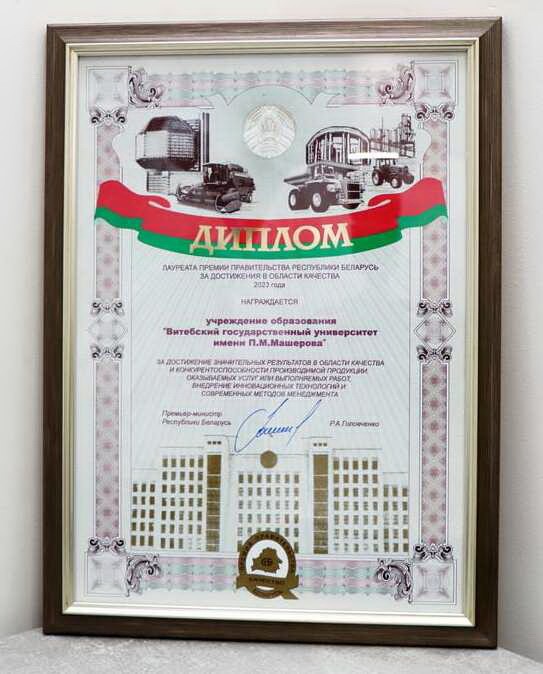 ДИПЛОМ
ЛАУРЕАТА ПРЕМИИ ПРАВИТЕЛЬСТВА РЕСПУБЛИКИ БЕЛАРУСЬ
ЗА ДОСТИЖЕНИЯ В ОБЛАСТИ КАЧЕСТВА
2023 года
НАГРАЖДАЕТСЯ
учреждение образования
"Витебский государственный университет
имени П.М.Машерова"
ЗА ДОСТИЖЕНИЕ ЗНАЧИТЕЛЬНЫХ РЕЗУЛЬТАТОВ В ОБЛАСТИ КАЧЕСТВА
И КОНКУРЕНТОСПОСОБНОСТИ ПРОИЗВОДИМОЙ ПРОДУКЦИИ,
ОКАЗЫВАЕМЫХ УСЛУГ ИЛИ ВЫПОЛНЯЕМЫХ РАБОТ,
ВНЕДРЕНИЕ ИННОВАЦИОННЫХ ТЕХНОЛОГИЙ И
СОВРЕМЕННЫХ МЕТОДОВ МЕНЕДЖМЕНТА
Премьер-министр
Республики Беларусь Р.А.Головченко
КАЧЕСТВО